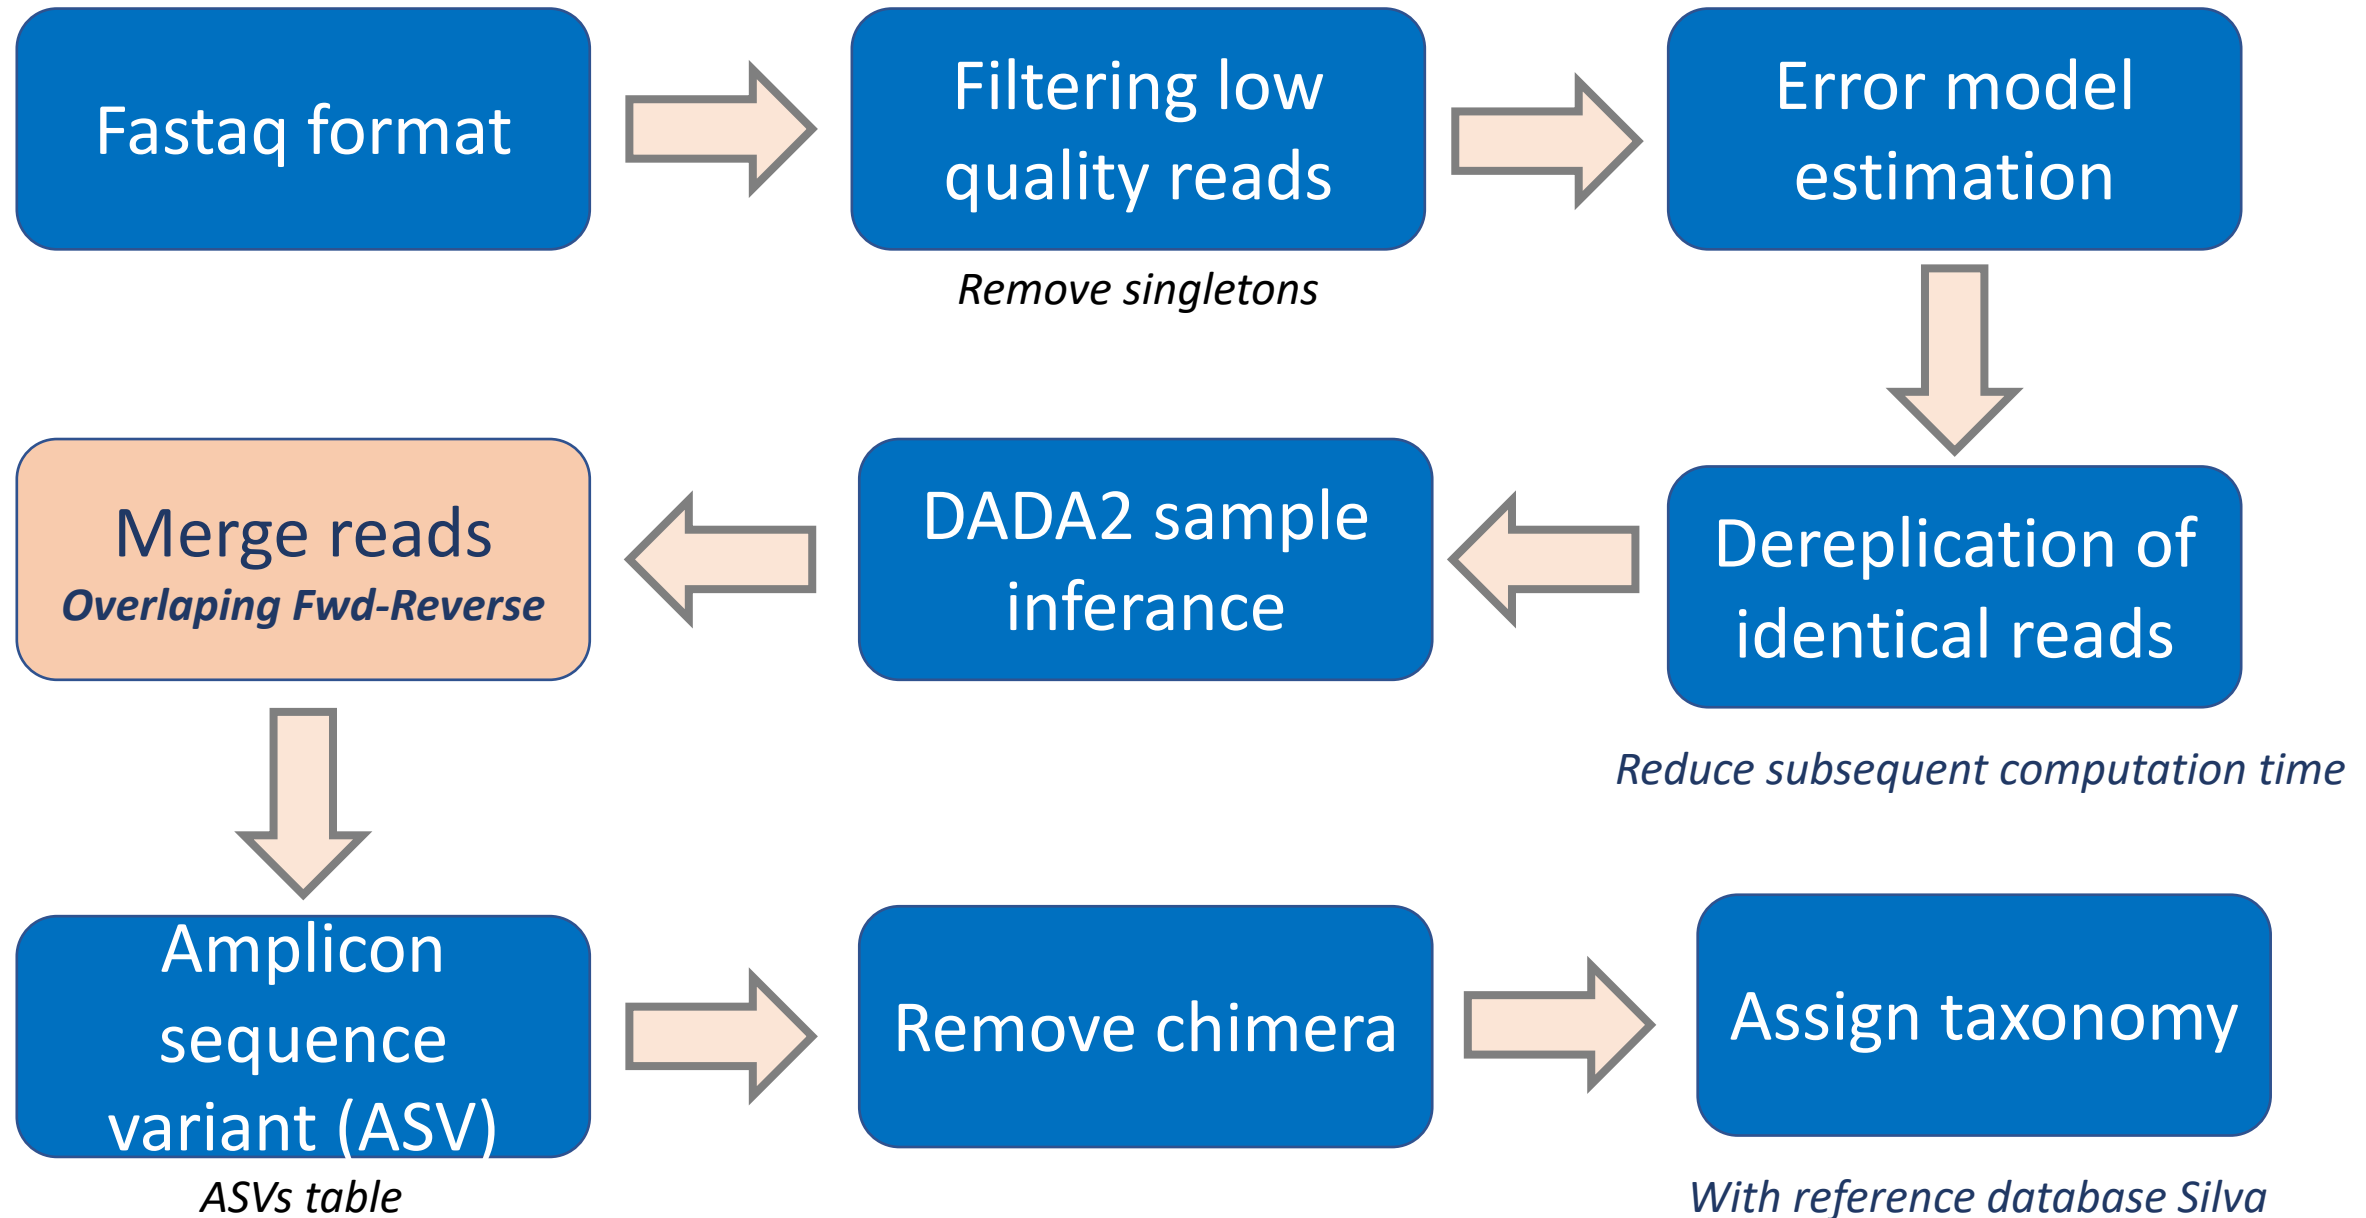 Fastaq format
Filtering low
quality reads
Remove singletons
Error model
estimation
Dereplication of
identical reads
Reduce subsequent computation time
DADA2 sample
inferance
Merge reads
Overlaping Fwd-Reverse
Amplicon
sequence
variant (ASV)
ASVs table
Remove chimera
Assign taxonomy
With reference database Silva